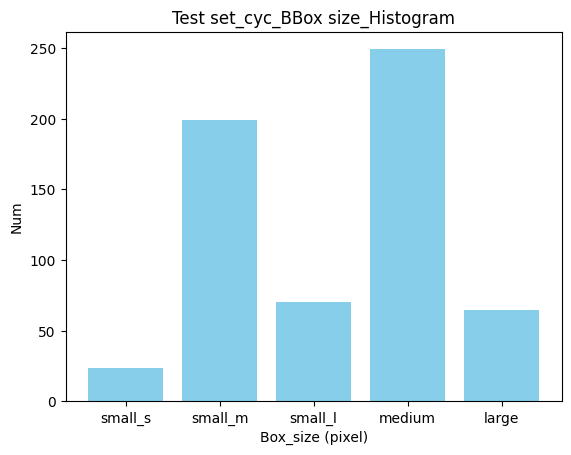 Test set_cyc_BBox size_Histogram
Num
250
200
150
100
50
0
small_s small_m small_l medium large
Box_size (pixel)